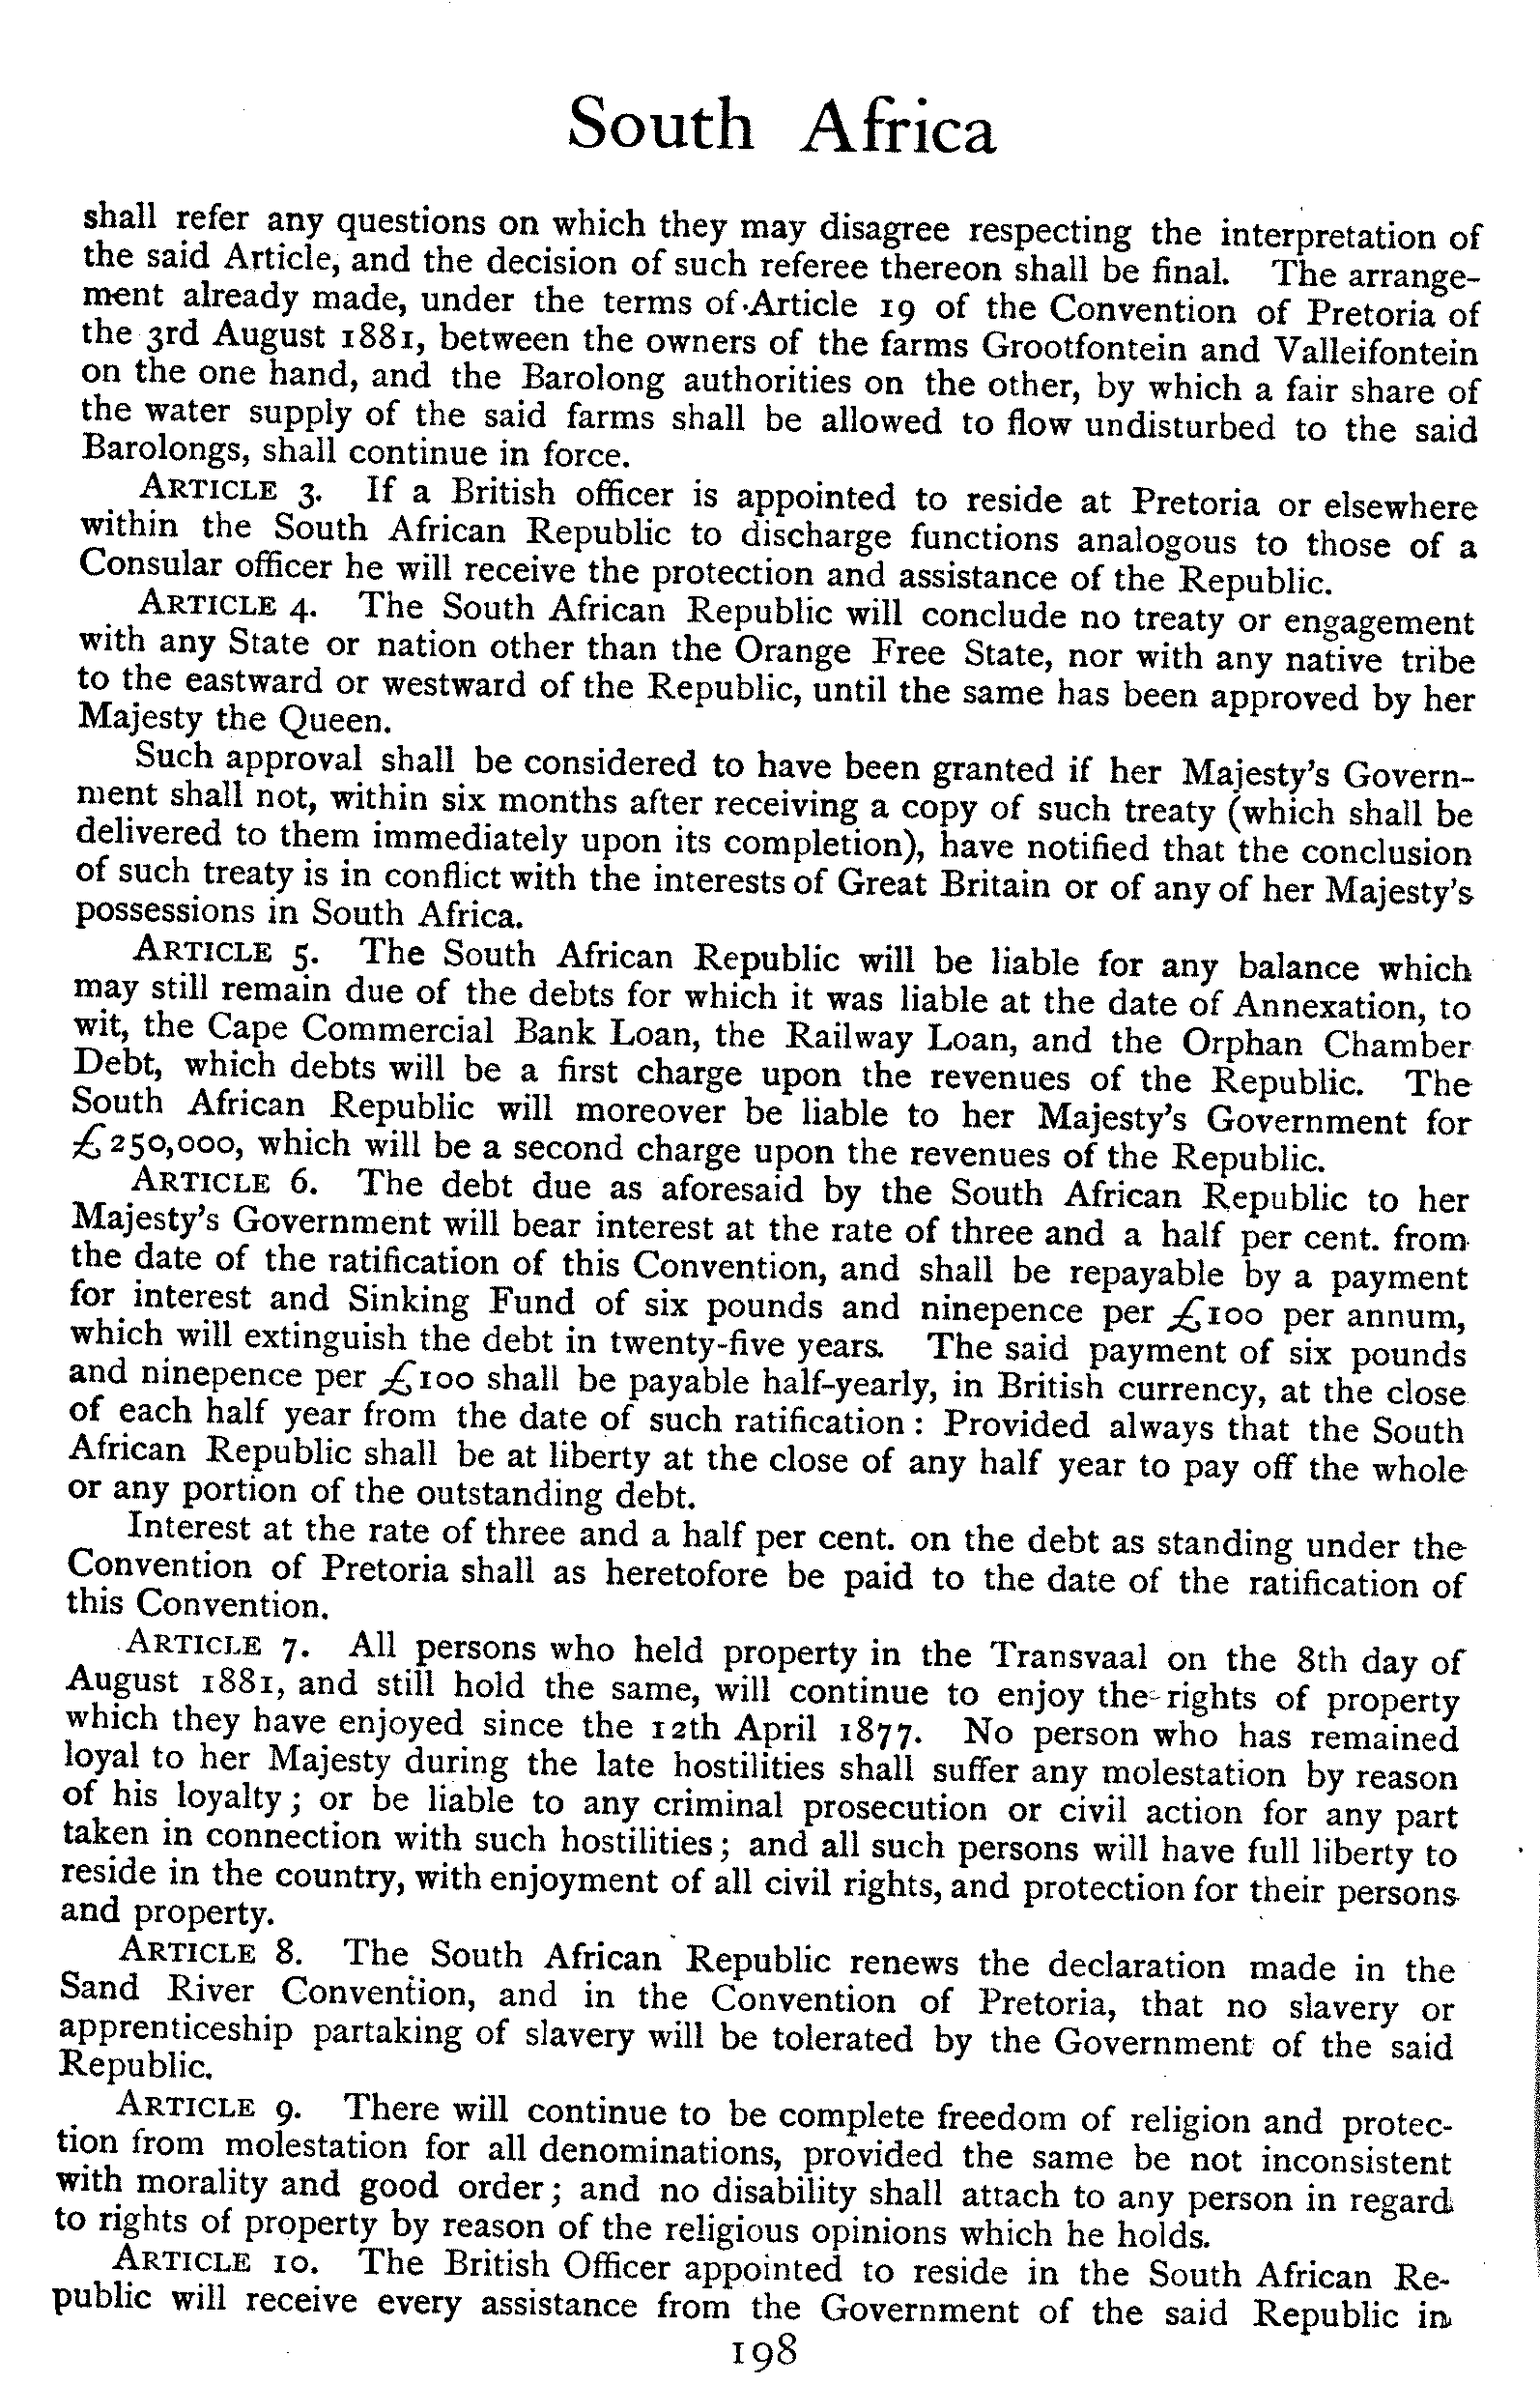 South Africa
shall refer any questions on which they may disagree respecting the interpretation of
the said Article, and the decision of such referee thereon shall be final. The arrange-
ment already made, under the terms of Article 19 of the Convention of Pretoria of
the 3rd August 1881, between the owners of the farms Grootfontein and Valleifontein
on the one hand, and the Barolong authorities on the other, by which a fair share of
the water supply of the said farms shall be allowed to flow undisturbed to the said
Barolongs, shall continue in force.
ARTICLE 3. If a British officer is appointed to reside at Pretoria or elsewhere
within the South African Republic to discharge functions analogous to those of a
Consular officer he will receive the protection and assistance of the Republic.
ARTICLE 4. The South African Republic will conclude no treaty or engagement
with any State or nation other than the Orange Free State, nor with any native tribe
to the eastward or westward of the Republic, until the same has been approved by her
Majesty the Queen.
Such approval shall be considered to have been granted if her Majesty's Govern-
ment shall not, within six months after receiving a copy of such treaty (which shall be
delivered to them immediately upon its completion), have notified that the conclusion
of such treaty is in conflict with the interests of Great Britain or of any of her Majesty's
possessions in South Africa.
ARTICLE 5. The South African Republic will be liable for any balance which
may still remain due of the debts for which it was liable at the date of Annexation, to
wit, the Cape Commercial Bank Loan, the Railway Loan, and the Orphan Chamber
Debt, which debts will be a first charge upon the revenues of the Republic. The
South African Republic will moreover be liable to her Majesty's Government for
£250,000, which will be a second charge upon the revenues of the Republic.
ARTICLE 6. The debt due as aforesaid by the South African Republic to her
Majesty's Government will bear interest at the rate of three and a half per cent. from
the date of the ratification of this Convention, and shall be repayable by a payment
for interest and Sinking Fund of six pounds and ninepence per £100 per annum,
which will extinguish the debt in twenty-five years. The said payment of six pounds
and ninepence per £100 shall be payable half-yearly, in British currency, at the close
of each half year from the date of such ratification: Provided always that the South
African Republic shall be at liberty at the close of any half year to pay off the whole
or any portion of the outstanding debt.
Interest at the rate of three and a half per cent. on the debt as standing under the
Convention of Pretoria shall as heretofore be paid to the date of the ratification of
this Convention.
ARTICLE 7. All persons who held property in the Transvaal on the 8th day of
August 1881, and still hold the same, will continue to enjoy the rights of property
which they have enjoyed since the 12th April 1877. No person who has remained
loyal to her Majesty during the late hostilities shall suffer any molestation by reason
of his loyalty; or be liable to any criminal prosecution or civil action for any part
taken in connection with such hostilities; and all such persons will have full liberty to
reside in the country, with enjoyment of all civil rights, and protection for their persons
and property.
ARTICLE 8. The South African Republic renews the declaration made in the
Sand River Convention, and in the Convention of Pretoria, that no slavery or
apprenticeship partaking of slavery will be tolerated by the Government of the said
Republic.
ARTICLE 9. There will continue to be complete freedom of religion and protec-
tion from molestation for all denominations, provided the same be not inconsistent
with morality and good order; and no disability shall attach to any person in regard
to rights of property by reason of the religious opinions which he holds.
ARTICLE 10. The British Officer appointed to reside in the South African Re-
public will receive every assistance from the Government of the said Republic in
198